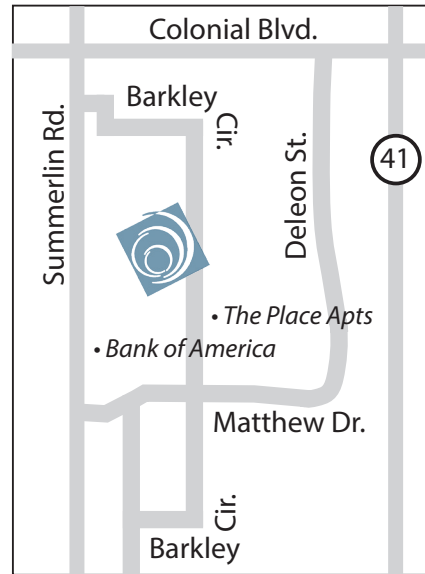 Colonial Blvd.
Barkley
Cir.
Summerlin Rd.
Deleon St.
41
• The Place Apts
• Bank of America
Matthew Dr.
Cir.
Barkley